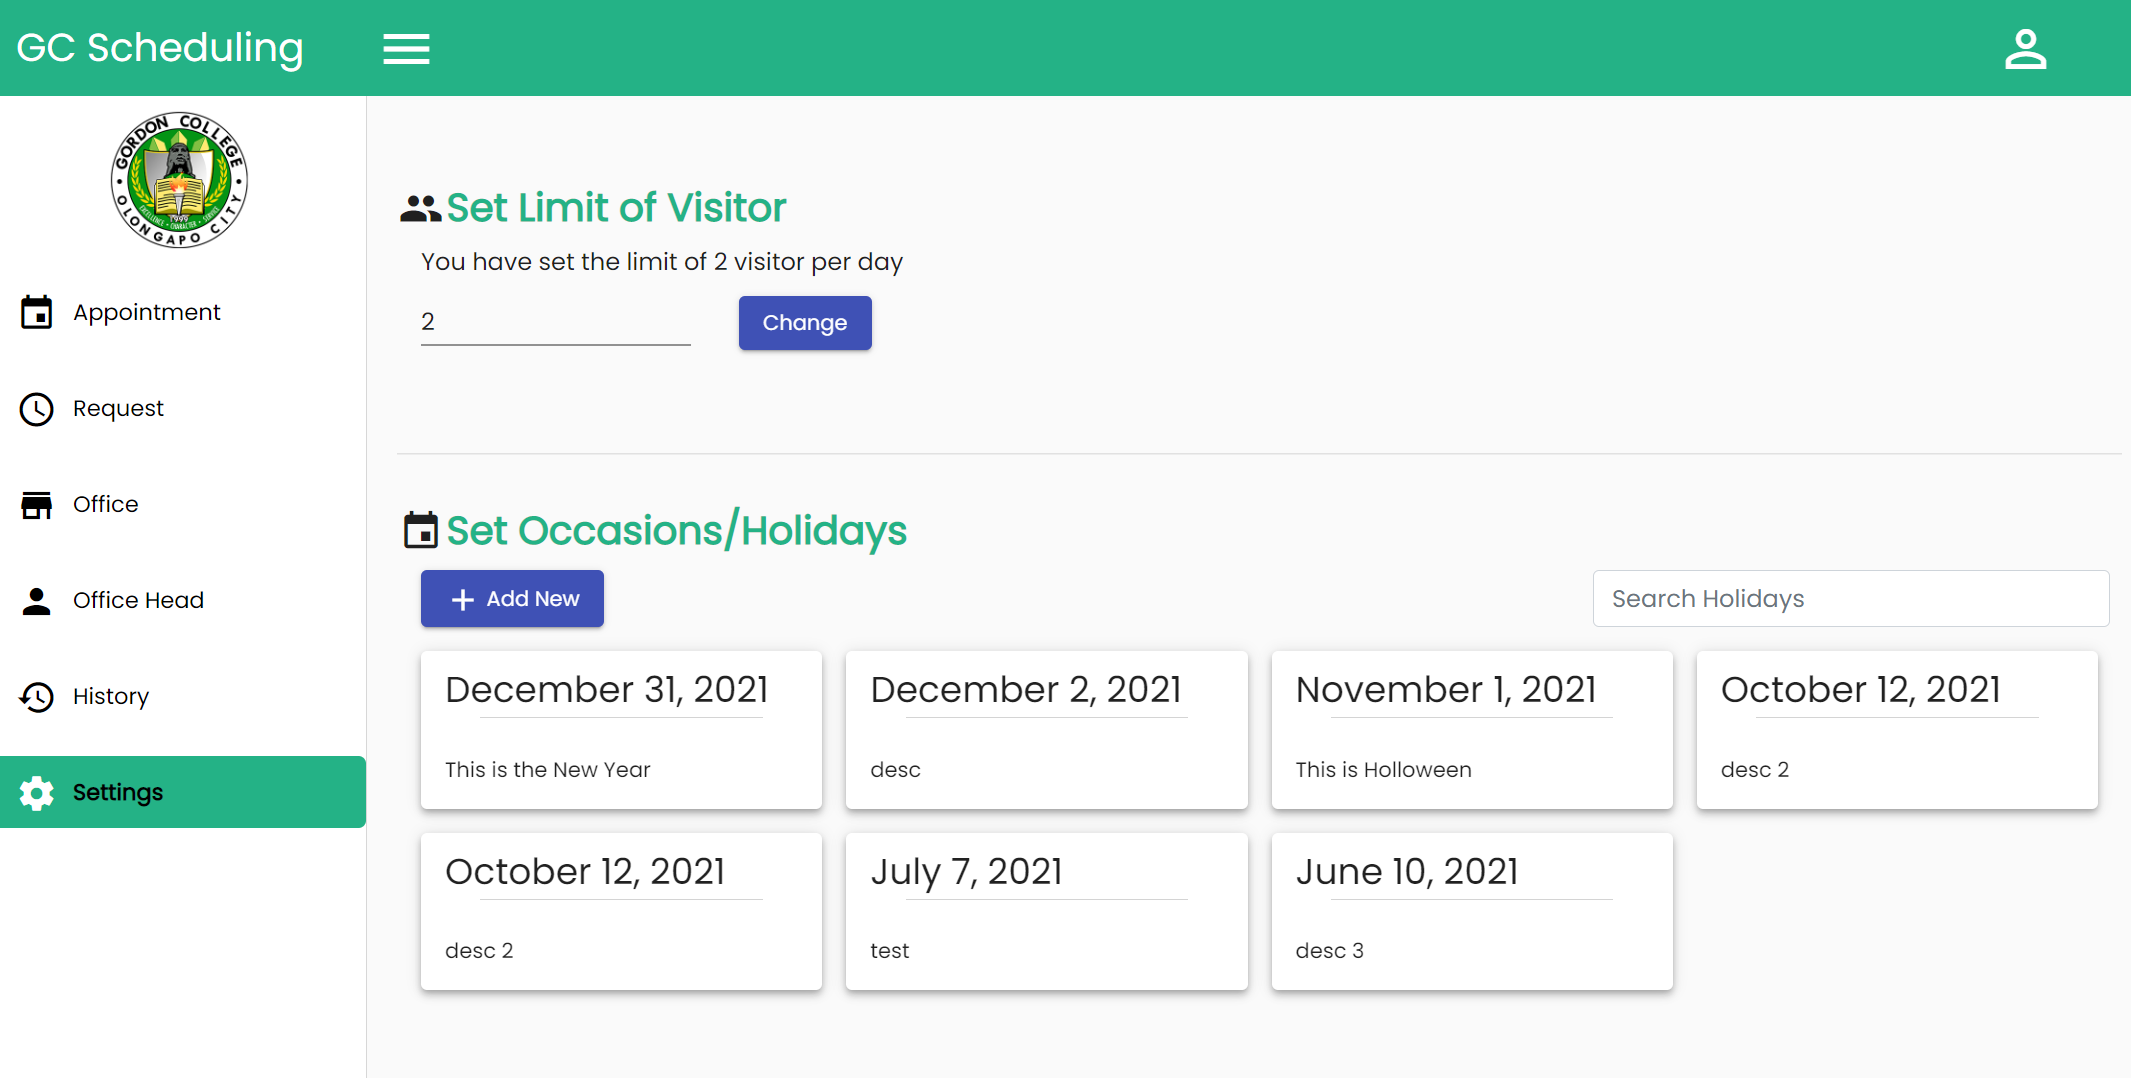 GC Scheduling
GORDON COLLEGE
OLONGAPO CITY
1999
Appointment
Request
Office
Office Head
History
Settings
Set Limit of Visitor
You have set the limit of 2 visitor per day
2
Change
Set Occasions/Holidays
Add New
Search Holidays
December 31, 2021
This is the New Year
December 2, 2021
desc
November 1, 2021
This is Holloween
October 12, 2021
desc 2
October 12, 2021
desc 2
July 7, 2021
test
June 10, 2021
desc 3